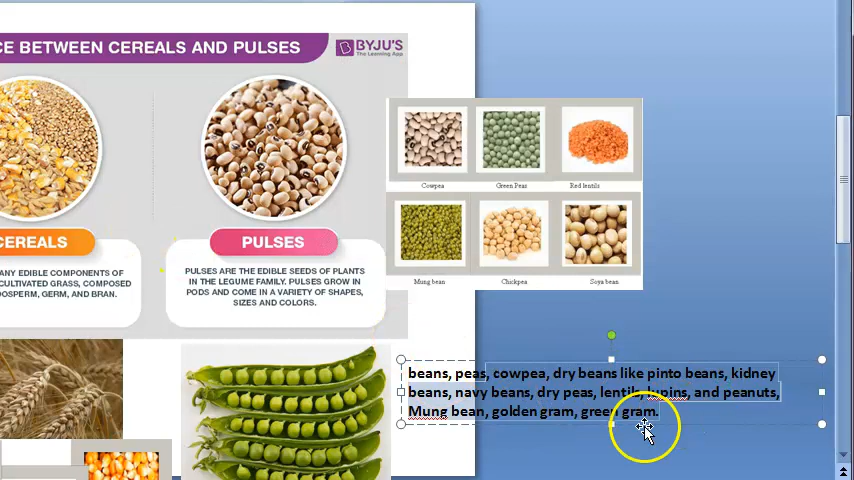 CE BETWEEN CEREALS AND PULSES
BYJU'S
The Learning App
Cowpea
Green Peas
Red lentils
Mung bean
Chickpea
Soya bean
CEREALS
PULSES
ANY EDIBLE COMPONENTS OF
CULTIVATED GRASS, COMPOSED
DOSPERM, GERM, AND BRAN.
PULSES ARE THE EDIBLE SEEDS OF PLANTS
IN THE LEGUME FAMILY. PULSES GROW IN
PODS AND COME IN A VARIETY OF SHAPES,
SIZES AND COLORS.
beans, peas, cowpea, dry beans like pinto beans, kidney
beans, navy beans, dry peas, lentils, lupins, and peanuts,
Mung bean, golden gram, green gram.